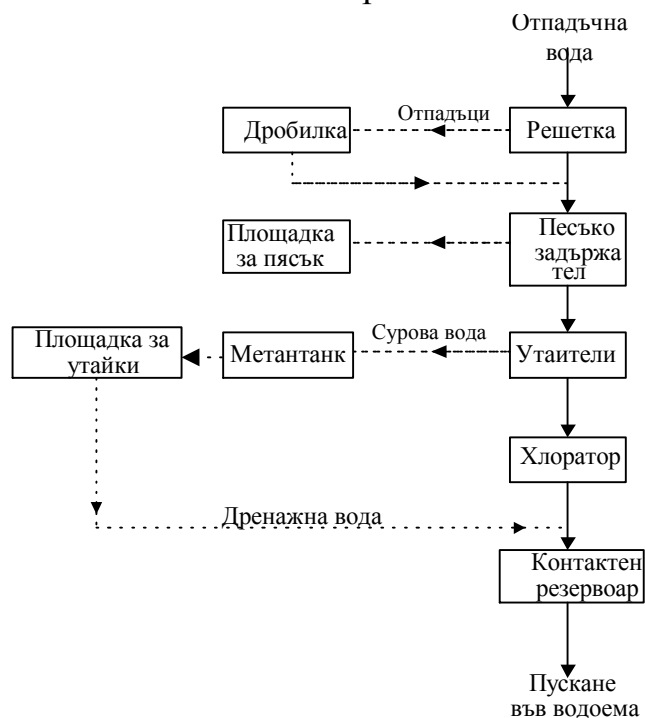 Отпадъчна
вода
Дробилка
Отпадъци
Решетка
Площадка
за пясък
Песъко
задържа
тел
Площадка за
утайки
Метантанк
Сурова вода
Утаители
Хлоратор
Дренажна вода
Контактен
резервоар
Пускане
във водоема